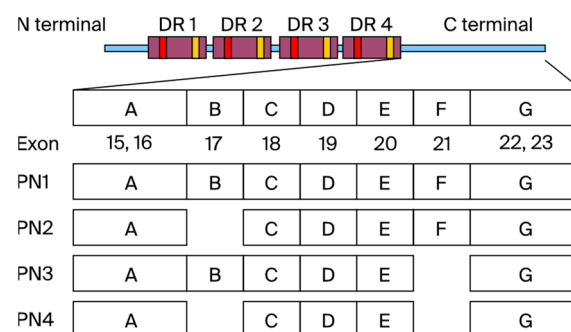 N terminal DR 1 DR 2 DR 3 DR 4 C terminal
A B C D E F G
Exon 15, 16 17 18 19 20 21 22, 23
PN1 A B C D E F G
PN2 A C D E F G
PN3 A B C D E G
PN4 A C D E G